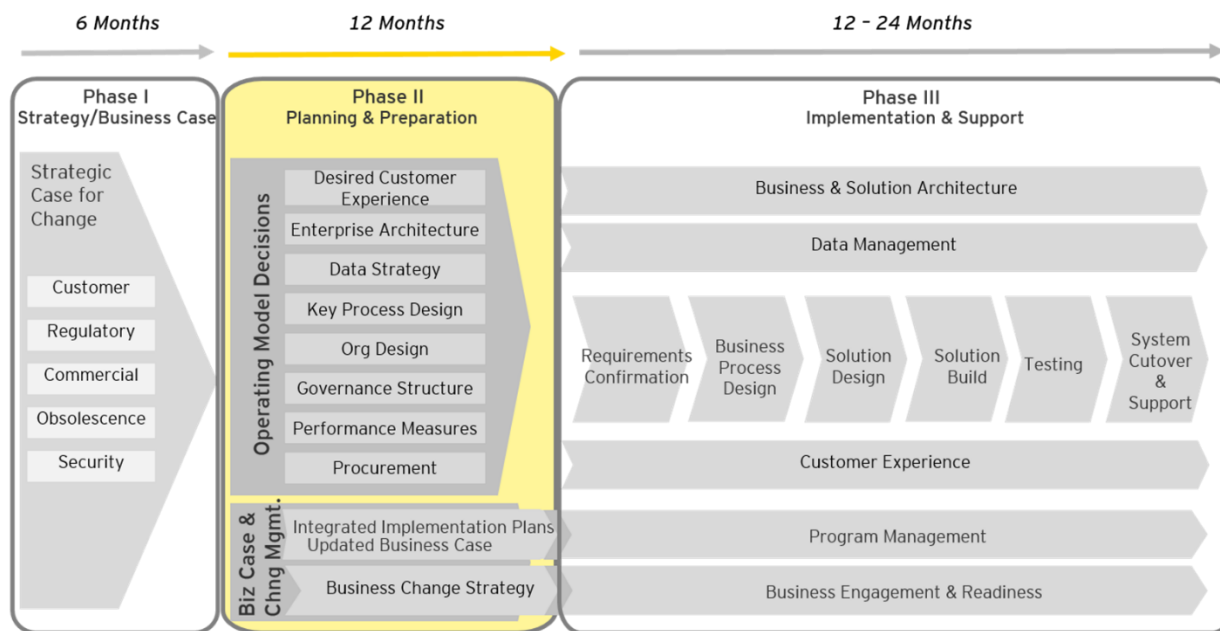 6 Months
12 Months
12 – 24 Months
Phase I
Strategy/Business Case
Strategic
Case for
Change
Customer
Regulatory
Commercial
Obsolescence
Security
Phase II
Planning & Preparation
Operating Model Decisions
Desired Customer
Experience
Enterprise Architecture
Data Strategy
Key Process Design
Org Design
Governance Structure
Performance Measures
Procurement
Biz Case &
Chng Mgmt.
Integrated Implementation Plans
Updated Business Case
Business Change Strategy
Phase III
Implementation & Support
Business & Solution Architecture
Data Management
Requirements
Confirmation
Business
Process
Design
Solution
Design
Solution
Build
Testing
System
Cutover
&
Support
Customer Experience
Program Management
Business Engagement & Readiness